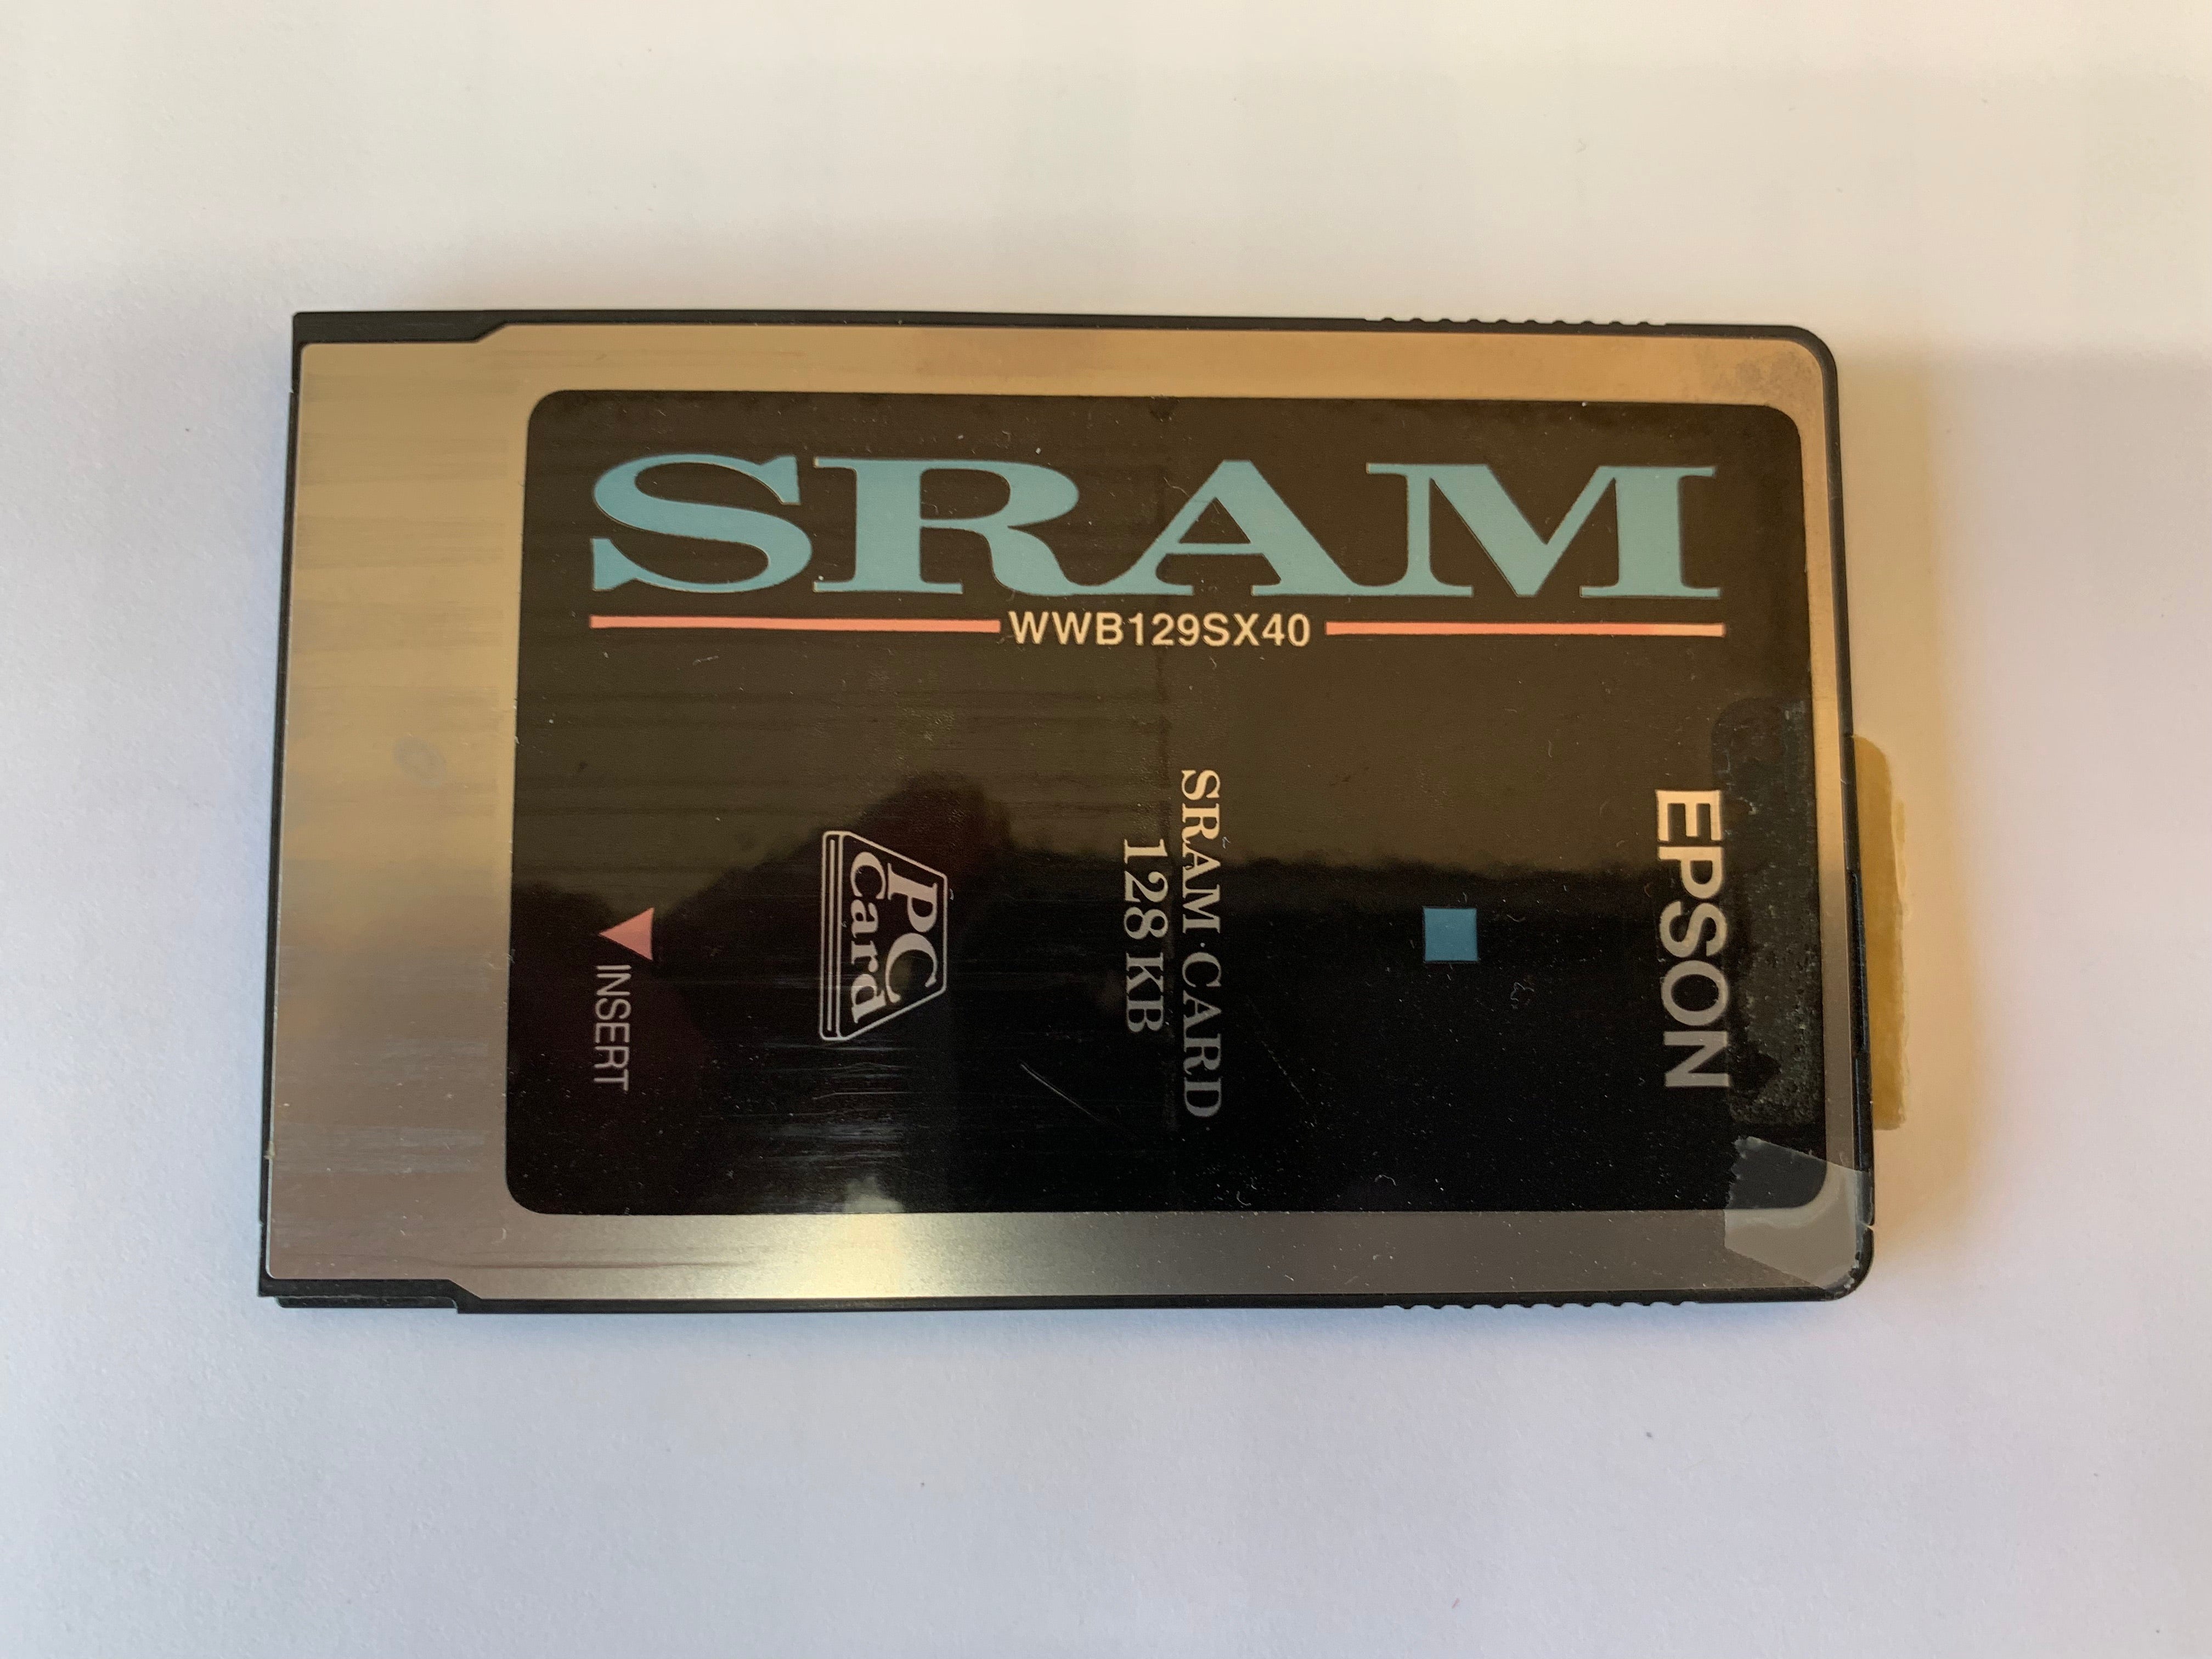 SRAM
WWB129SX40
EPSON
SRAM·CARD
128 KB
PC
Card
INSERT